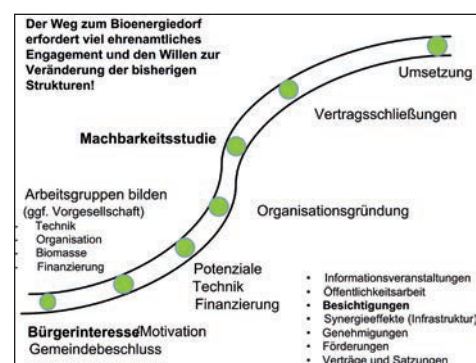 Der Weg zum Bioenergiedorf
erfordert viel ehrenamtliches
Engagement und den Willen zur
Veränderung der bisherigen
Strukturen!
Umsetzung
Vertragsschließungen
Machbarkeitsstudie
Arbeitsgruppen bilden
(ggf. Vorgesellschaft)
Technik
Organisation
Biomasse
Finanzierung
Organisationsgründung
Potenziale
Technik
Finanzierung
Bürgerinteresse/Motivation
Gemeindebeschluss
• Informationsveranstaltungen
• Öffentlichkeitsarbeit
• Besichtigungen
• Synergieeffekte (Infrastruktur)
• Genehmigungen
• Förderungen
• Verträge und Satzungen